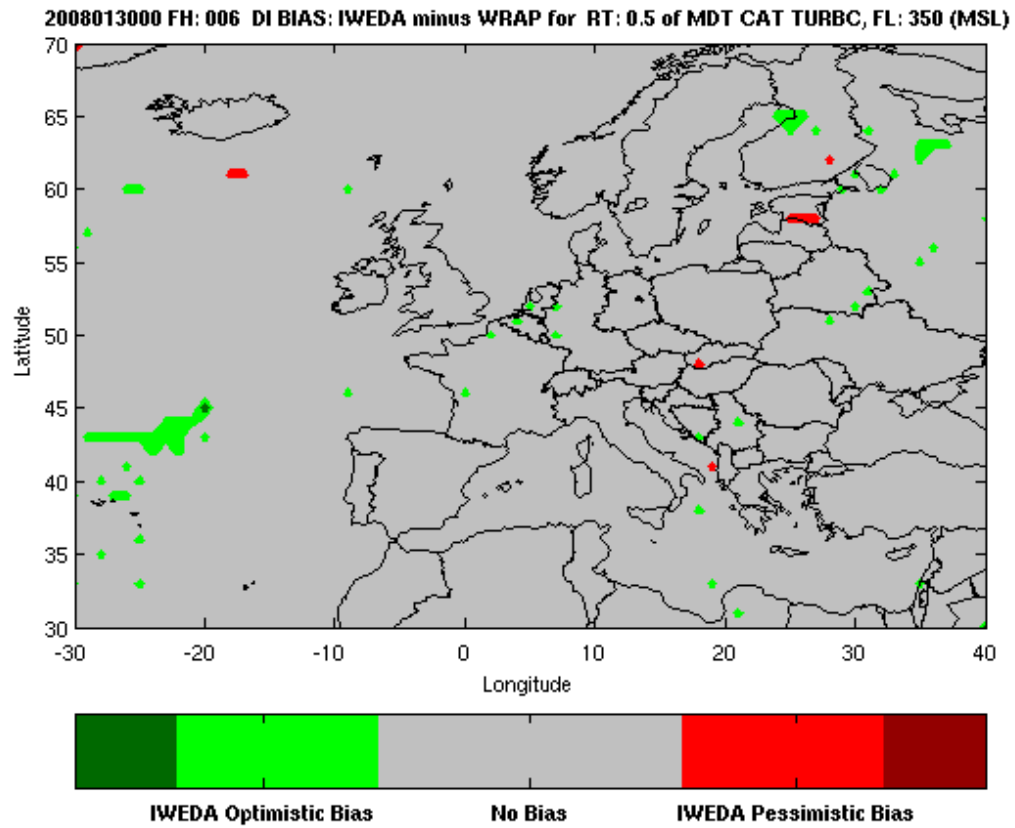 2008013000 FH: 006 DI BIAS: IWEDA minus WRAP for RT: 0.5 of MDT CAT TURBC, FL: 350 (MSL)
70
65
60
55
50
45
40
35
30
Latitude
-30 -20 -10 0 10 20 30 40
Longitude
IWEDA Optimistic Bias No Bias IWEDA Pessimistic Bias